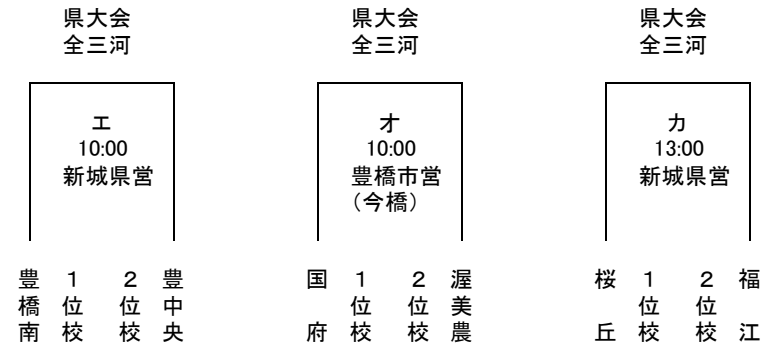 県大会
全三河
県大会
全三河
県大会
全三河
エ
10:00
新城県営
オ
10:00
豊橋市営
(今橋)
カ
13:00
新城県営
豊橋南
1位校
2位校
豊中央
国府
1位校
2位校
渥美農
桜丘
1位校
2位校
福江